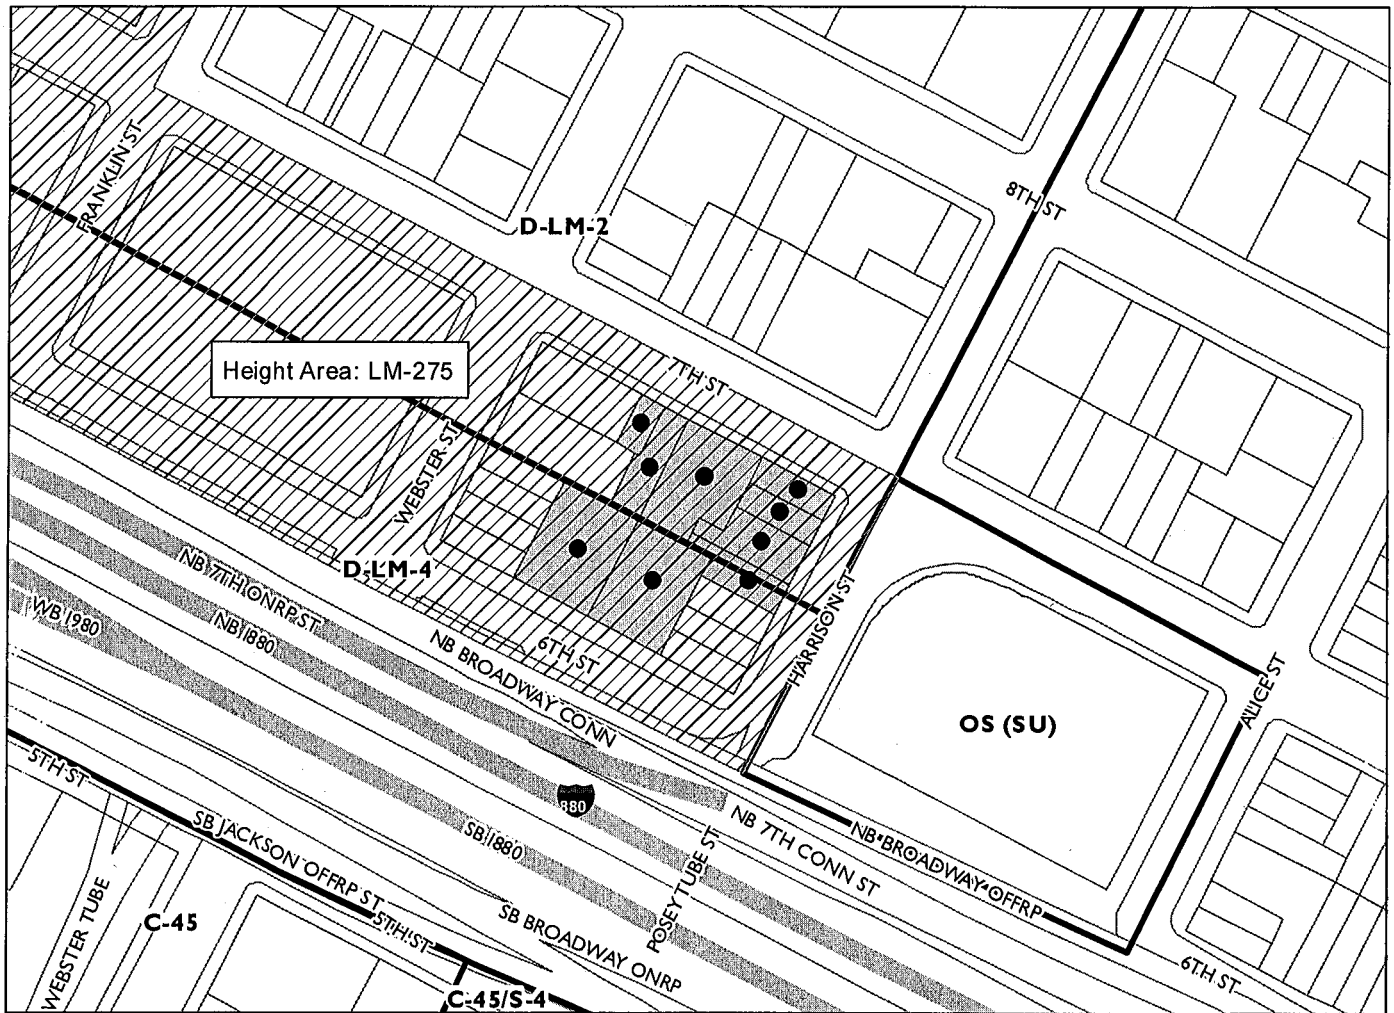 FRANKLIN ST
8TH ST
D-LM-2
7TH ST
Height Area: LM-275
WEBSTER ST
D-LM-4
HARRISON ST
NB 7TH ONRP ST
NB I880
WB I980
6TH ST
NB BROADWAY CONN
OS (SU)
ALICE ST
5TH ST
880
SB JACKSON OFFRP ST
SB I880
NB 7TH CONN ST
NB BROADWAY OFFRP
POSEY TUBE ST
WEBSTER TUBE
C-45
5TH ST
SB BROADWAY ONRP
6TH ST
C-45/S-4